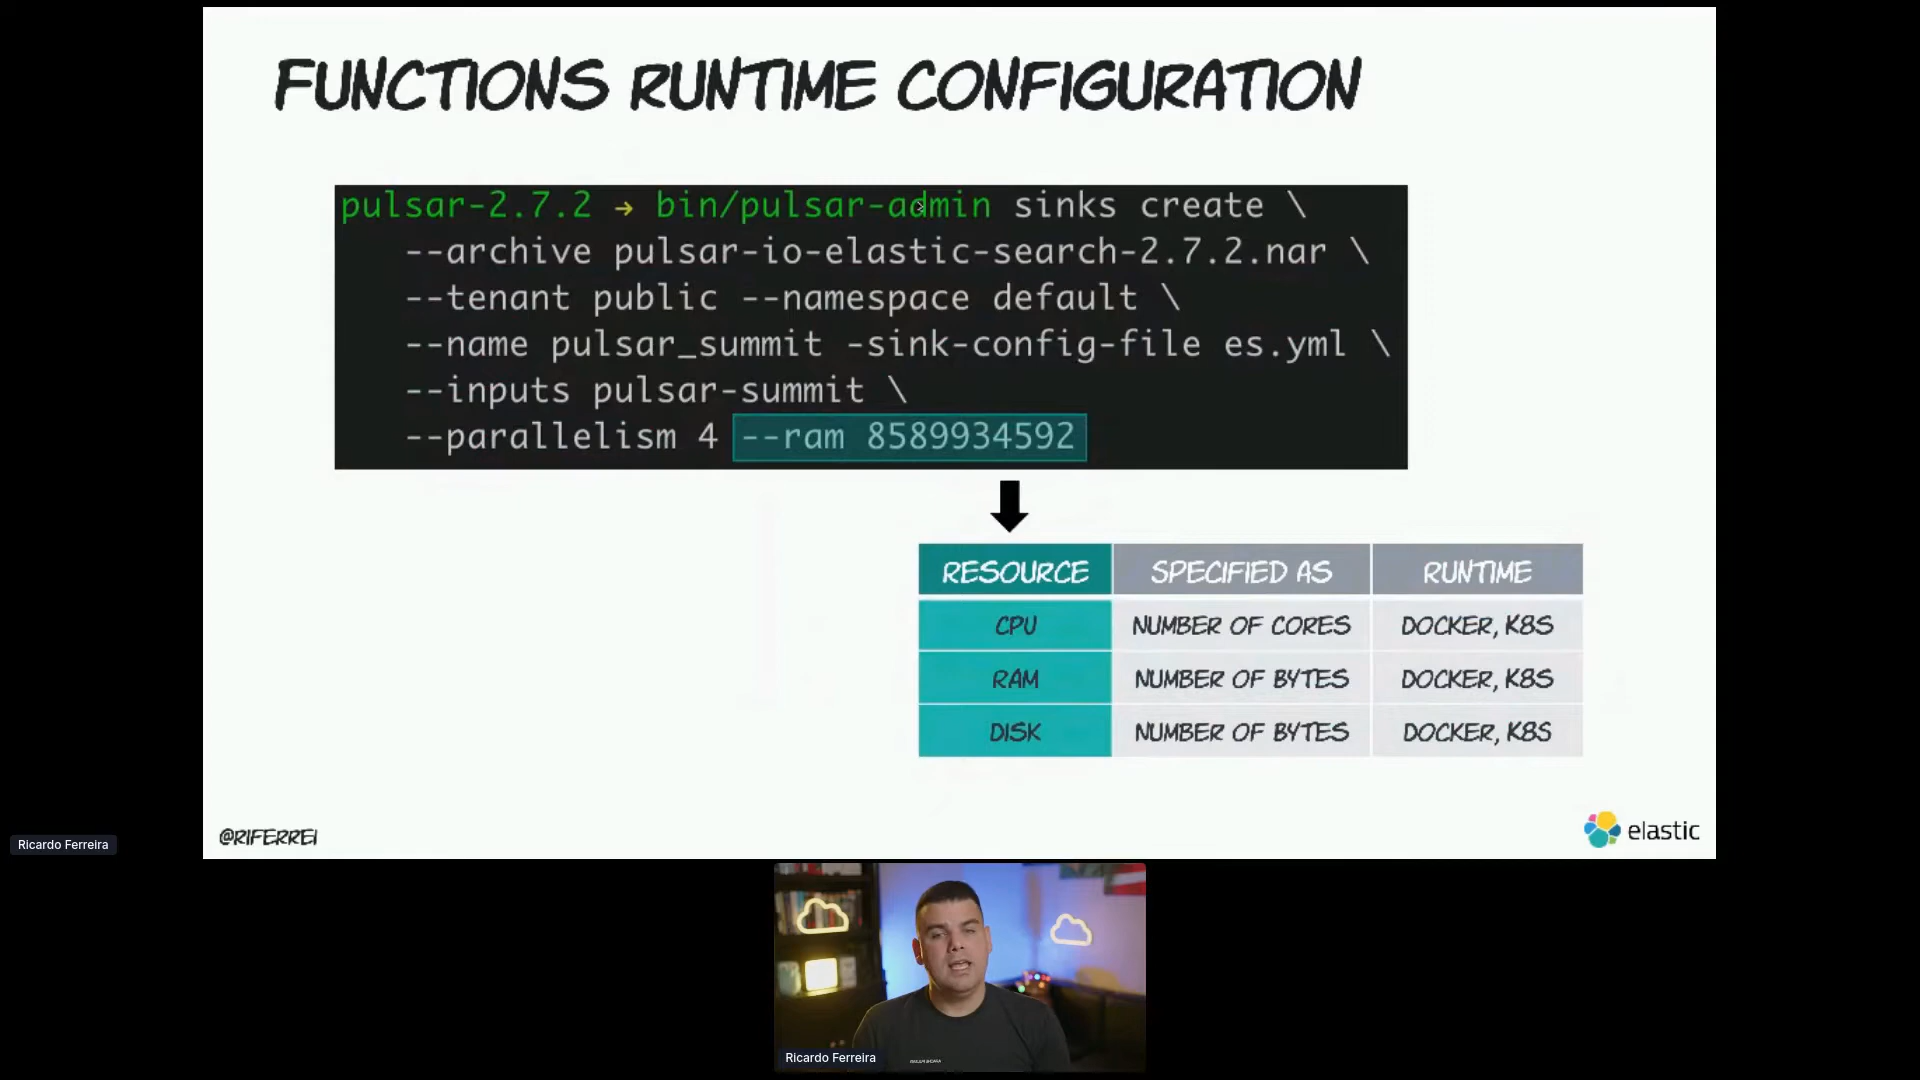 FUNCTIONS RUNTIME CONFIGURATION
pulsar-2.7.2 → bin/pulsar-admin sinks create \
--archive pulsar-io-elastic-search-2.7.2.nar \
--tenant public --namespace default \
--name pulsar_summit -sink-config-file es.yml \
--inputs pulsar-summit \
--parallelism 4 --ram 8589934592
RESOURCE SPECIFIED AS RUNTIME
CPU NUMBER OF CORES DOCKER, K8S
RAM NUMBER OF BYTES DOCKER, K8S
DISK NUMBER OF BYTES DOCKER, K8S
@RIFERREI
elastic
Ricardo Ferreira
Ricardo Ferreira